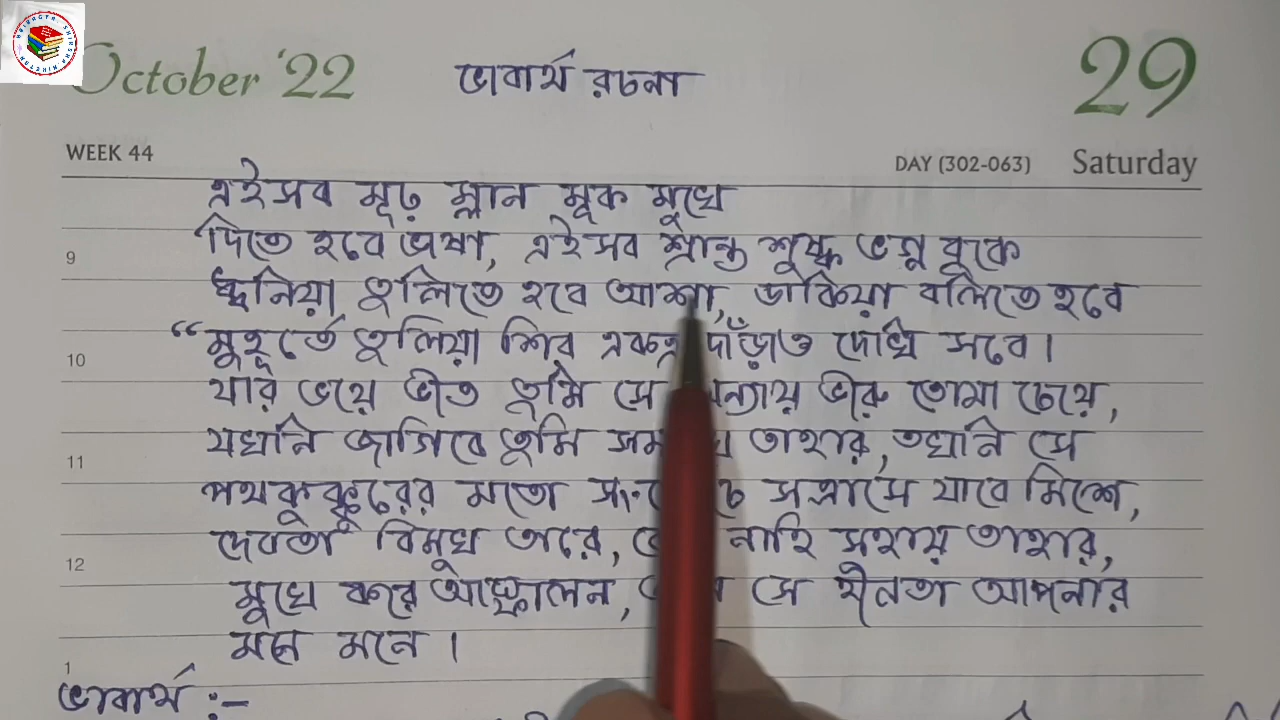 October '22
ভাবার্থ রচনা
29
WEEK 44
DAY (302-063) Saturday
এইসব মূঢ় ম্লান মূক মুখে
9
দিতে হবে ভাষা, এইসব শ্রান্ত শুষ্ক ভগ্ন বুকে
ধ্বনিয়া তুলিতে হবে আশা, ডাকিয়া বলিতে হবে
10
“মুহূর্তে তুলিয়া শির একত্র দাঁড়াও দেখি সবে।
যার ভয়ে ভীত তুমি সে অন্যায় ভীরু তোমা চেয়ে,
11
যখনি জাগিবে তুমি তাহার, তখনি সে
পথকুক্কুরের মতো সত্রাসে যাবে মিশে,
12
দেবতা বিমুখ তারে, নাহি সহায় তাহার,
মুখে করে আস্ফালন, সে হীনতা আপনার
মনে মনে।
1
ভাবার্থ :-